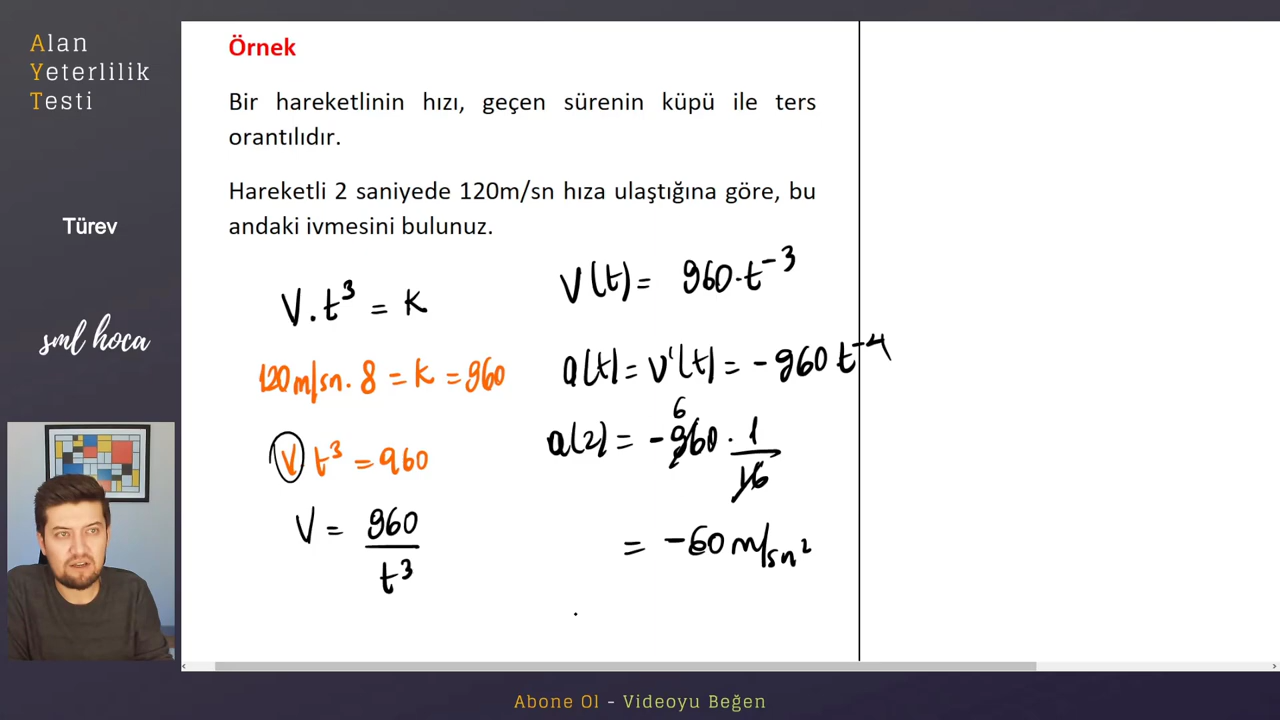 Alan
Yeterlilik
Testi
Türev
sml hoca
Örnek
Bir hareketlinin hızı, geçen sürenin küpü ile ters
orantılıdır.
Hareketli 2 saniyede 120m/sn hıza ulaştığına göre, bu
andaki ivmesini bulunuz.
V . t³ = K
120 m/sn . 8 = K = 960
V t³ = 960
V = 960 / t³
V(t) = 960 · t⁻³
a(t) = v'(t) = -960 t⁻⁴
a(2) = -960 · 1/16
6
= -60 m/sn²
Abone Ol - Videoyu Beğen